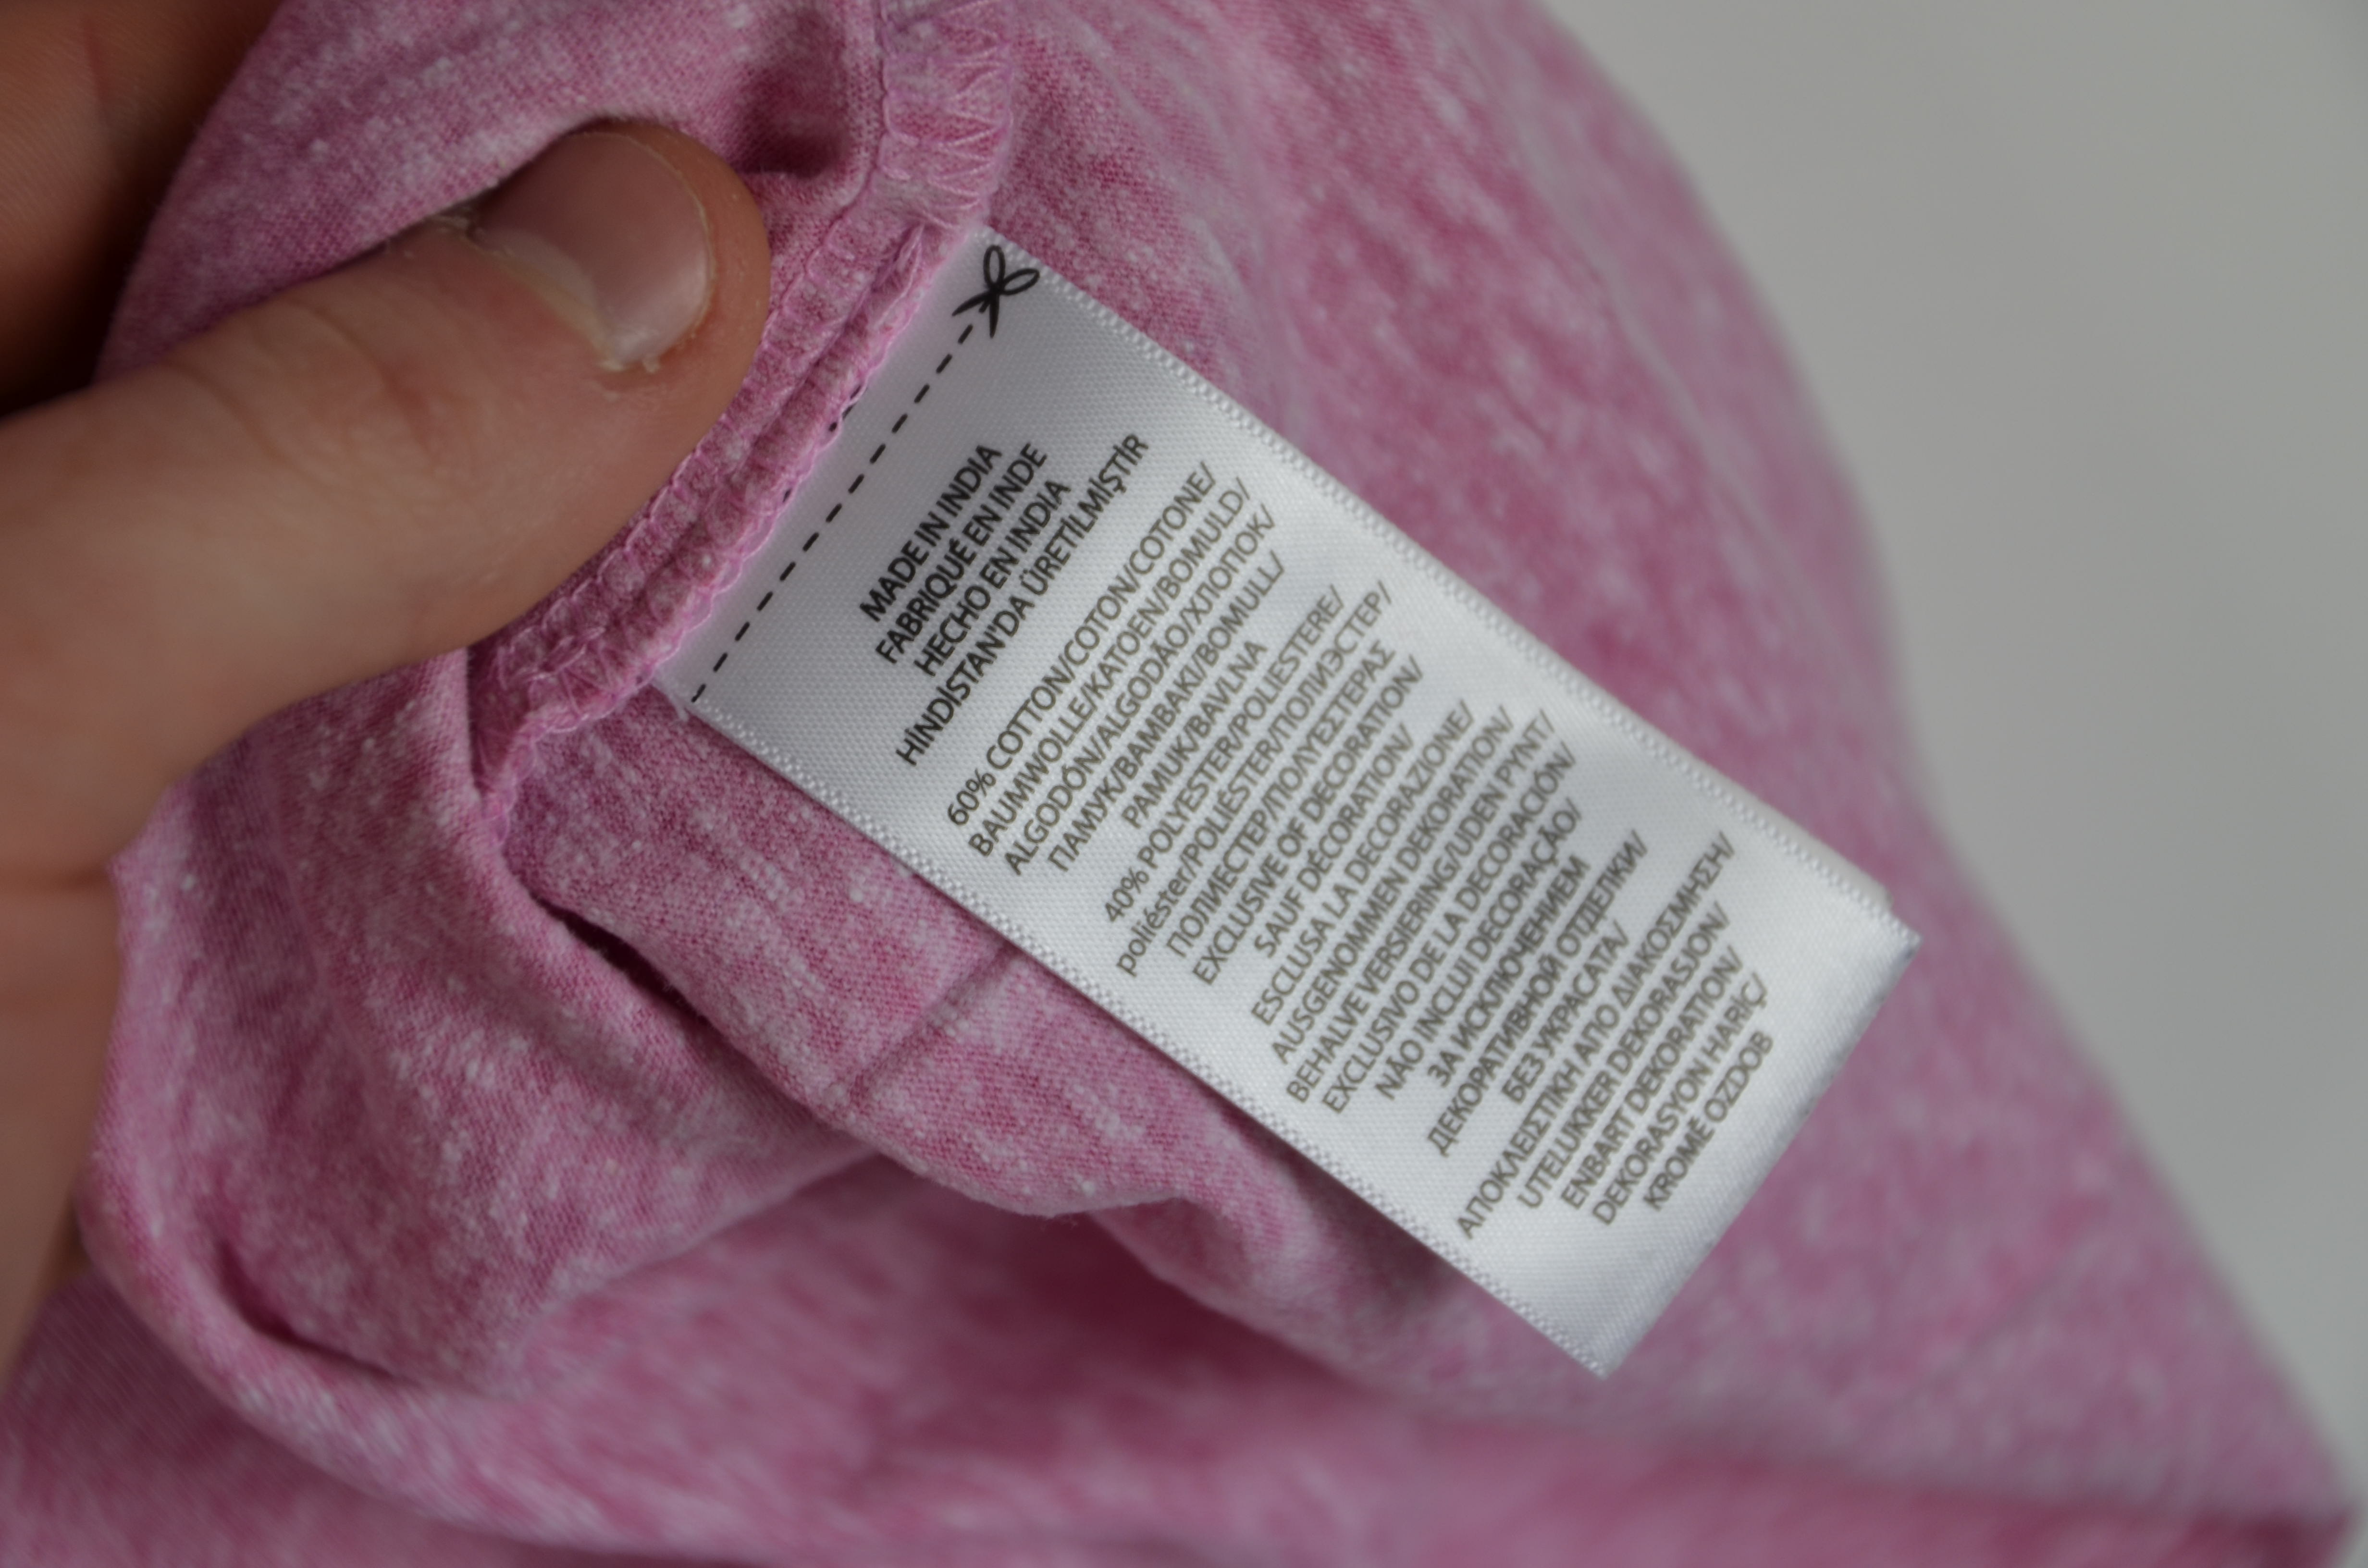 MADE IN INDIA
FABRIQUÉ EN INDE
HECHO EN INDIA
HİNDİSTAN'DA ÜRETİLMİŞTİR
60% COTTON/COTON/COTONE/
BAUMWOLLE/KATOEN/BOMULD/
ALGODÓN/ALGODÃO/ХЛОПОК/
ПАМУК/ΒΑΜΒΑΚΙ/BOMULL/
PAMUK/BAVLNA
40% POLYESTER/POLIESTERE/
poliéster/POLIÉSTER/ПОЛИЭСТЕР/
ПОЛИЕСТЕР/ΠΟΛΥΕΣΤΕΡΑΣ
EXCLUSIVE OF DECORATION/
SAUF DÉCORATION/
ESCLUSA LA DECORAZIONE/
AUSGENOMMEN DEKORATION/
BEHALVE VERSIERING/UDEN PYNT/
EXCLUSIVO DE LA DECORACIÓN/
NÃO INCLUI DECORAÇÃO/
ЗА ИСКЛЮЧЕНИЕМ
ДЕКОРАТИВНОЙ ОТДЕЛКИ/
БЕЗ УКРАСАТА/
ΑΠΟΚΛΕΙΣΤΙΚΗ ΑΠΟ ΔΙΑΚΟΣΜΗΣΗ/
UTELUKKER DEKORASJON/
ENBART DEKORATION/
DEKORASYON HARİÇ/
KROMĚ OZDOB